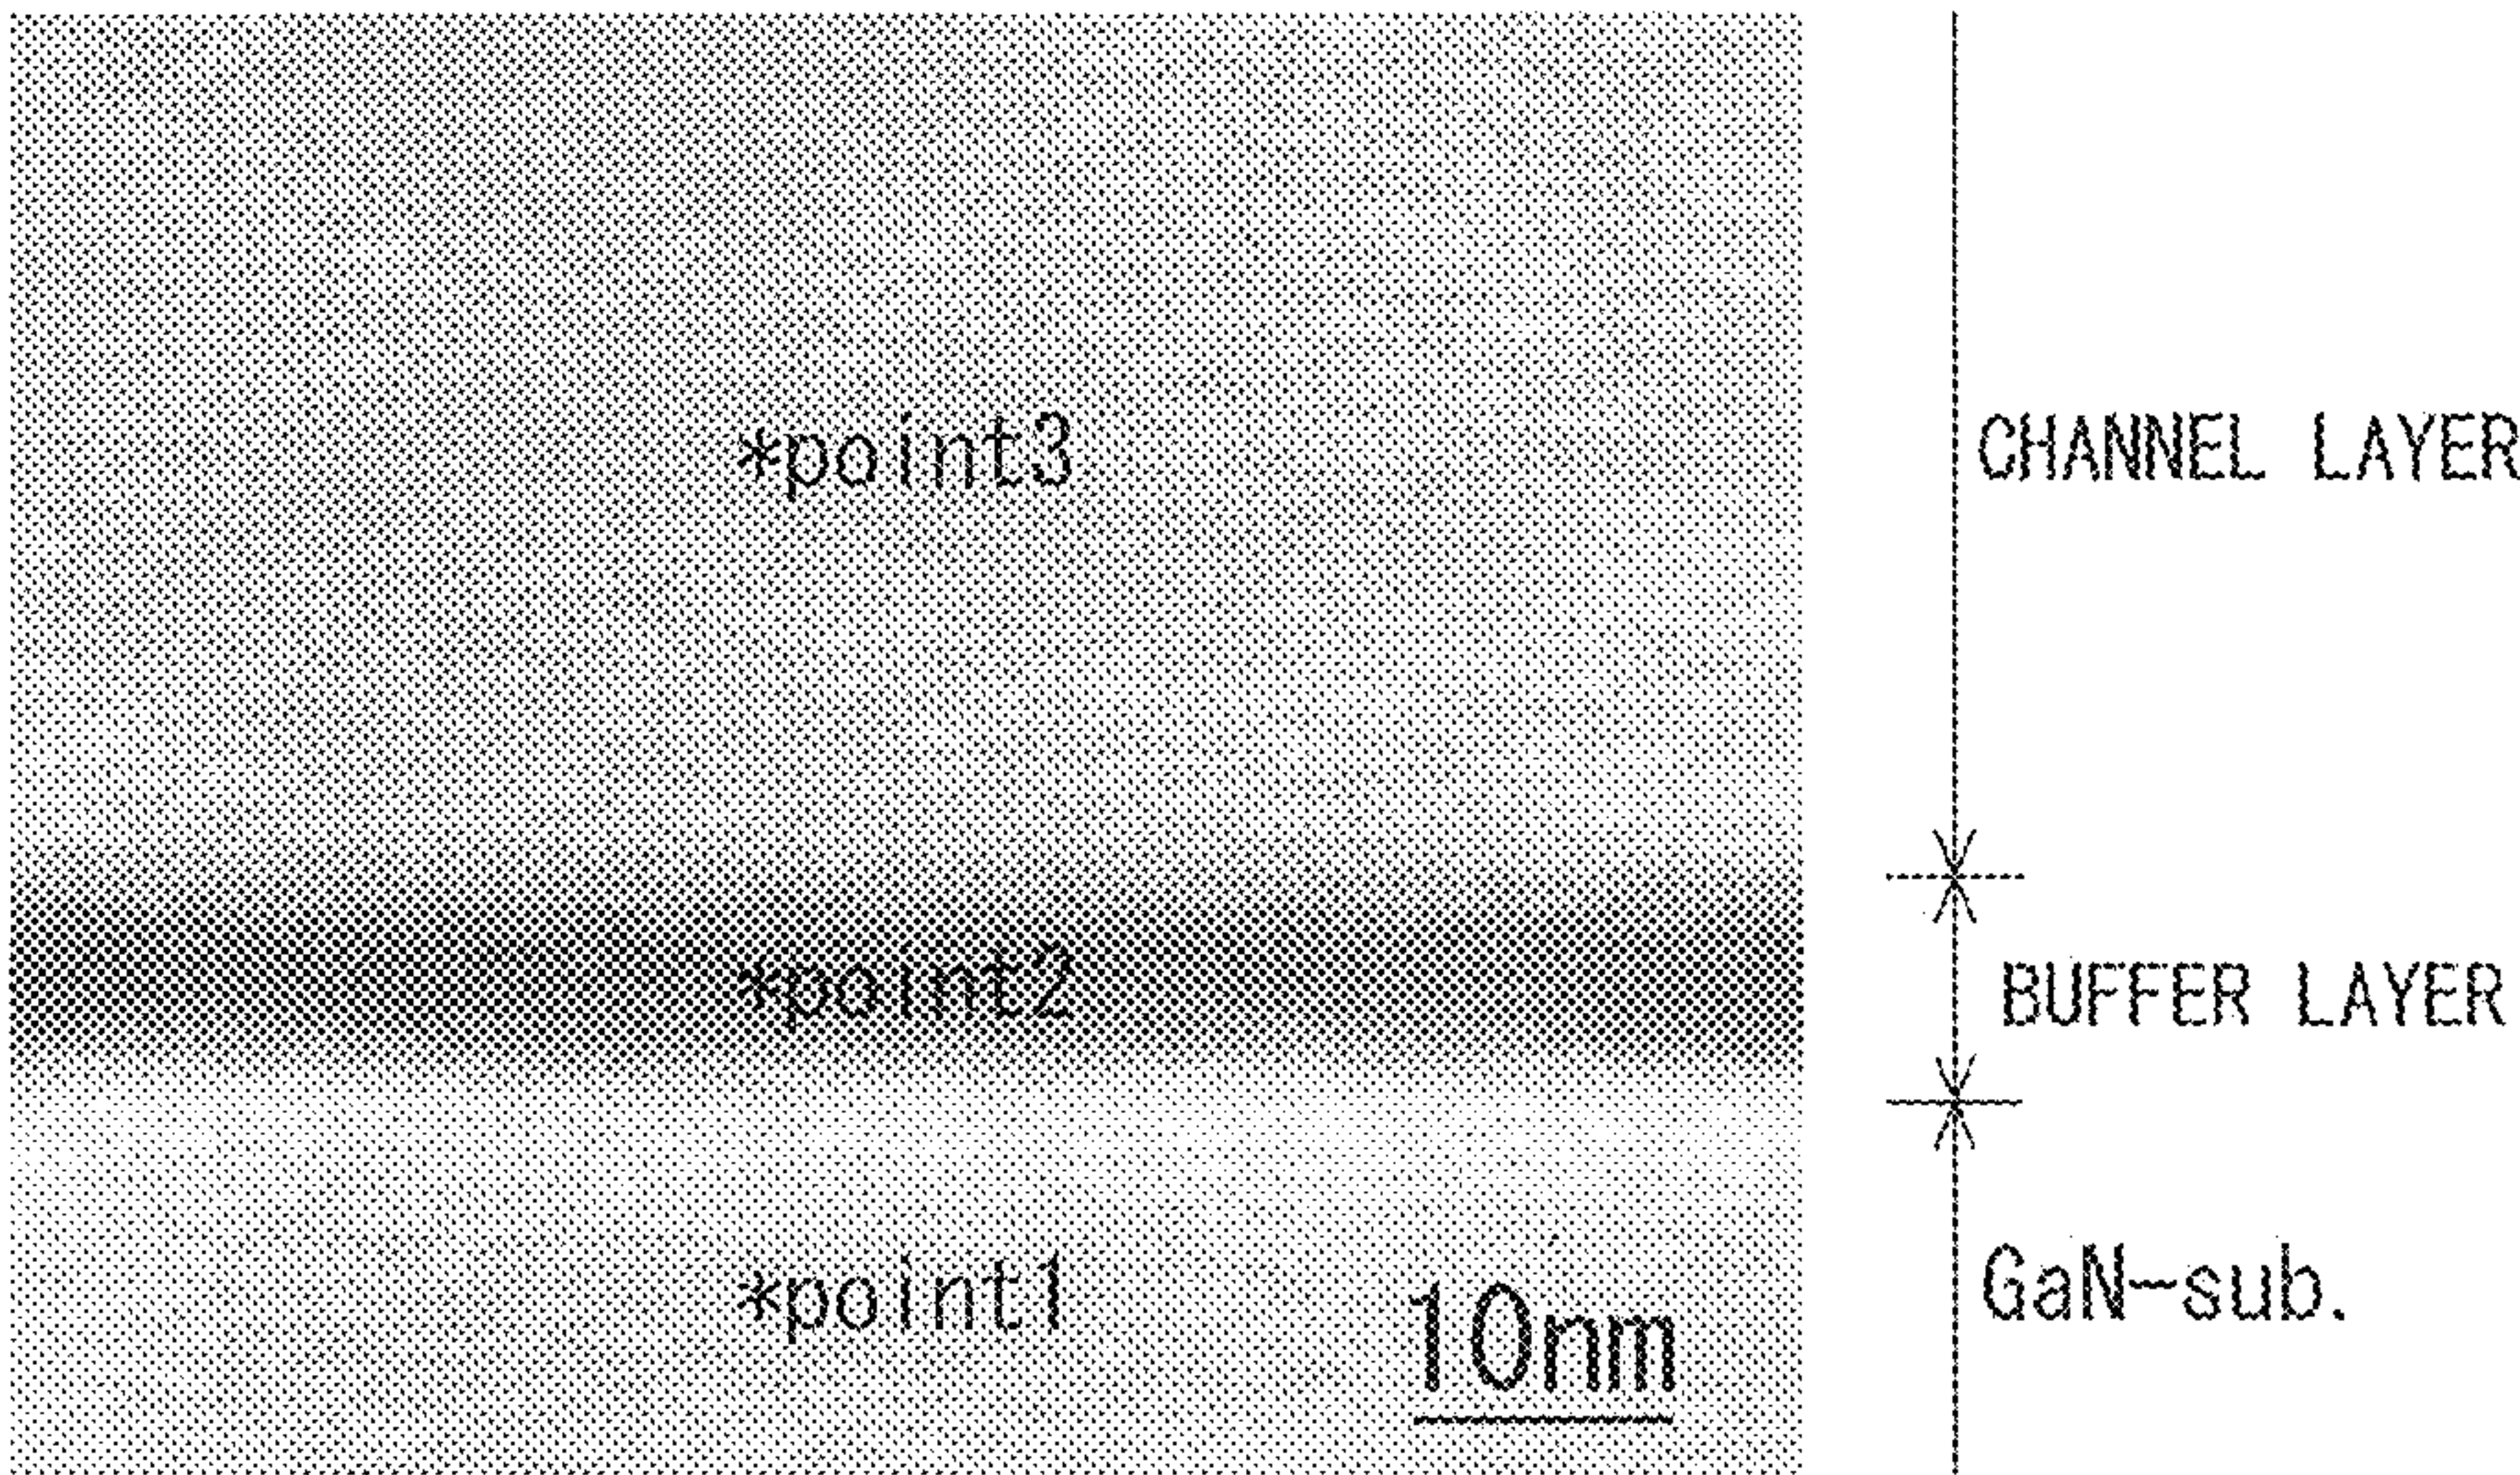 *point3
CHANNEL LAYER
*point2
BUFFER LAYER
*point1
10nm
GaN-sub.